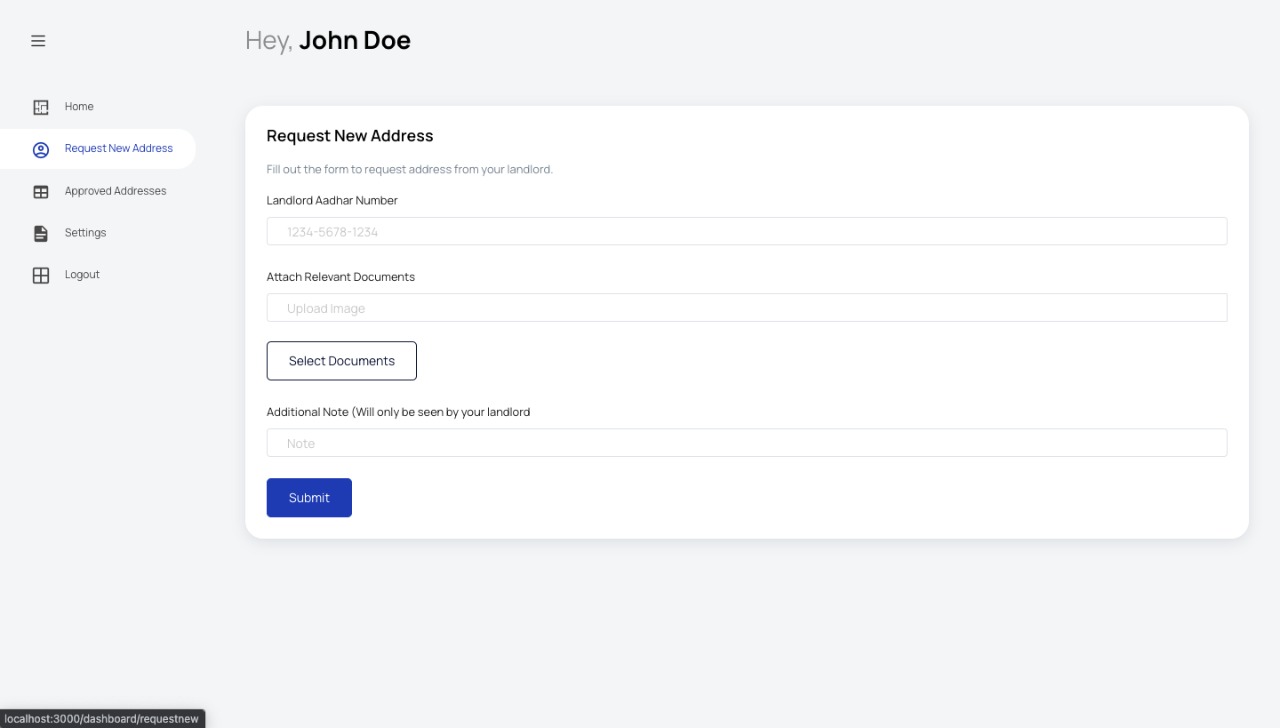 Hey, John Doe
Home
Request New Address
Approved Addresses
Settings
Logout
Request New Address
Fill out the form to request address from your landlord.
Landlord Aadhar Number
1234-5678-1234
Attach Relevant Documents
Upload Image
Select Documents
Additional Note (Will only be seen by your landlord
Note
Submit
localhost:3000/dashboard/requestnew